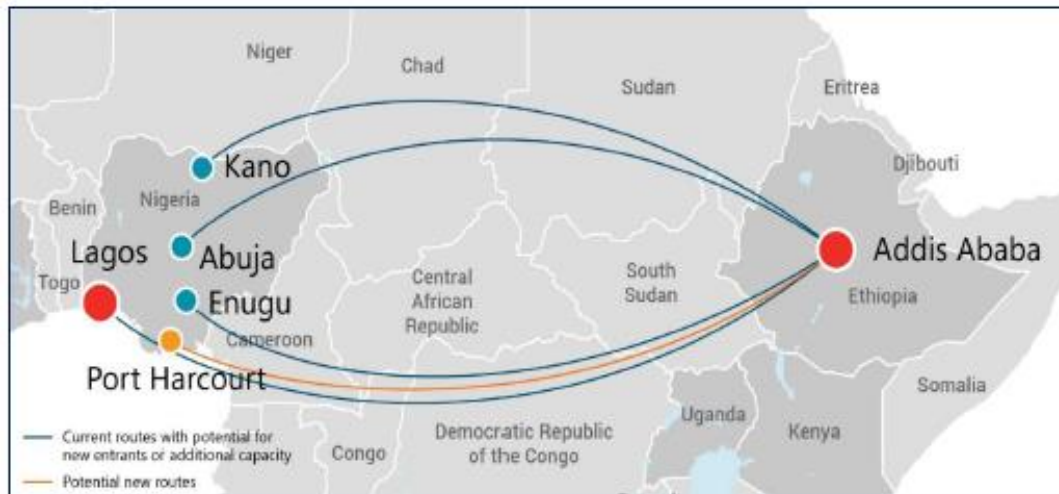 Niger
Chad
Sudan
Eritrea
Kano
Djibouti
Nigeria
Benin
Lagos
Abuja
Addis Ababa
Togo
Enugu
Central
African
Republic
South
Sudan
Ethiopia
Cameroon
Port Harcourt
Somalia
Uganda
Kenya
Democratic Republic
of the Congo
Congo
Current routes with potential for
new entrants or additional capacity
Potential new routes